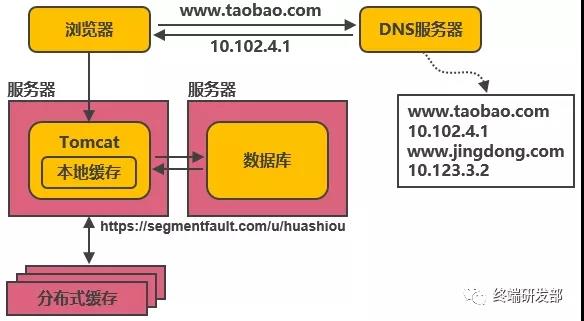 www.taobao.com
浏览器
DNS服务器
10.102.4.1
服务器
服务器
www.taobao.com
10.102.4.1
www.jingdong.com
10.123.3.2
Tomcat
本地缓存
数据库
https://segmentfault.com/u/huashiou
分布式缓存
终端研发部